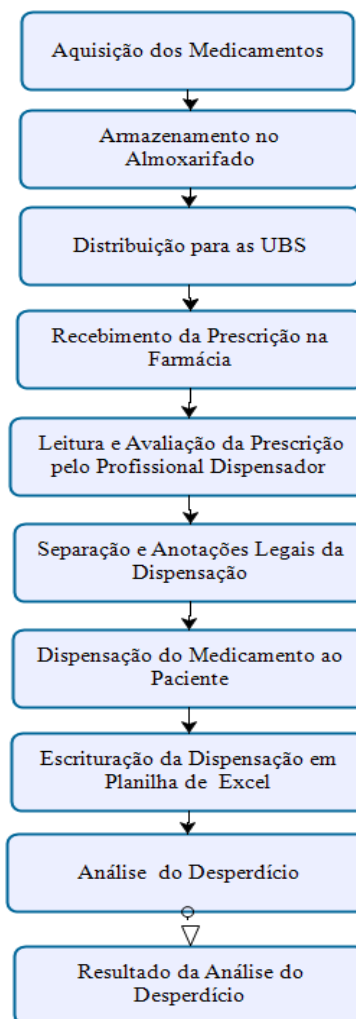 Aquisição dos Medicamentos
Armazenamento no
Almoxarifado
Distribuição para as UBS
Recebimento da Prescrição na
Farmácia
Leitura e Avaliação da Prescrição
pelo Profissional Dispensador
Separação e Anotações Legais da
Dispensação
Dispensação do Medicamento ao
Paciente
Escrituração da Dispensação em
Planilha de Excel
Análise do Desperdício
Resultado da Análise do
Desperdício